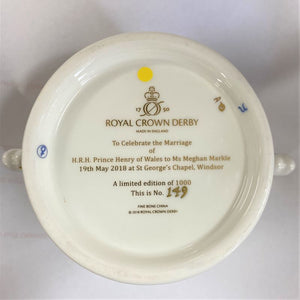 17 50
ROYAL CROWN DERBY
MADE IN ENGLAND
To Celebrate the Marriage
of
H.R.H. Prince Henry of Wales to Ms Meghan Markle
19th May 2018 at St George's Chapel, Windsor
A limited edition of 1000
This is No. 149
FINE BONE CHINA
© 2018 ROYAL CROWN DERBY